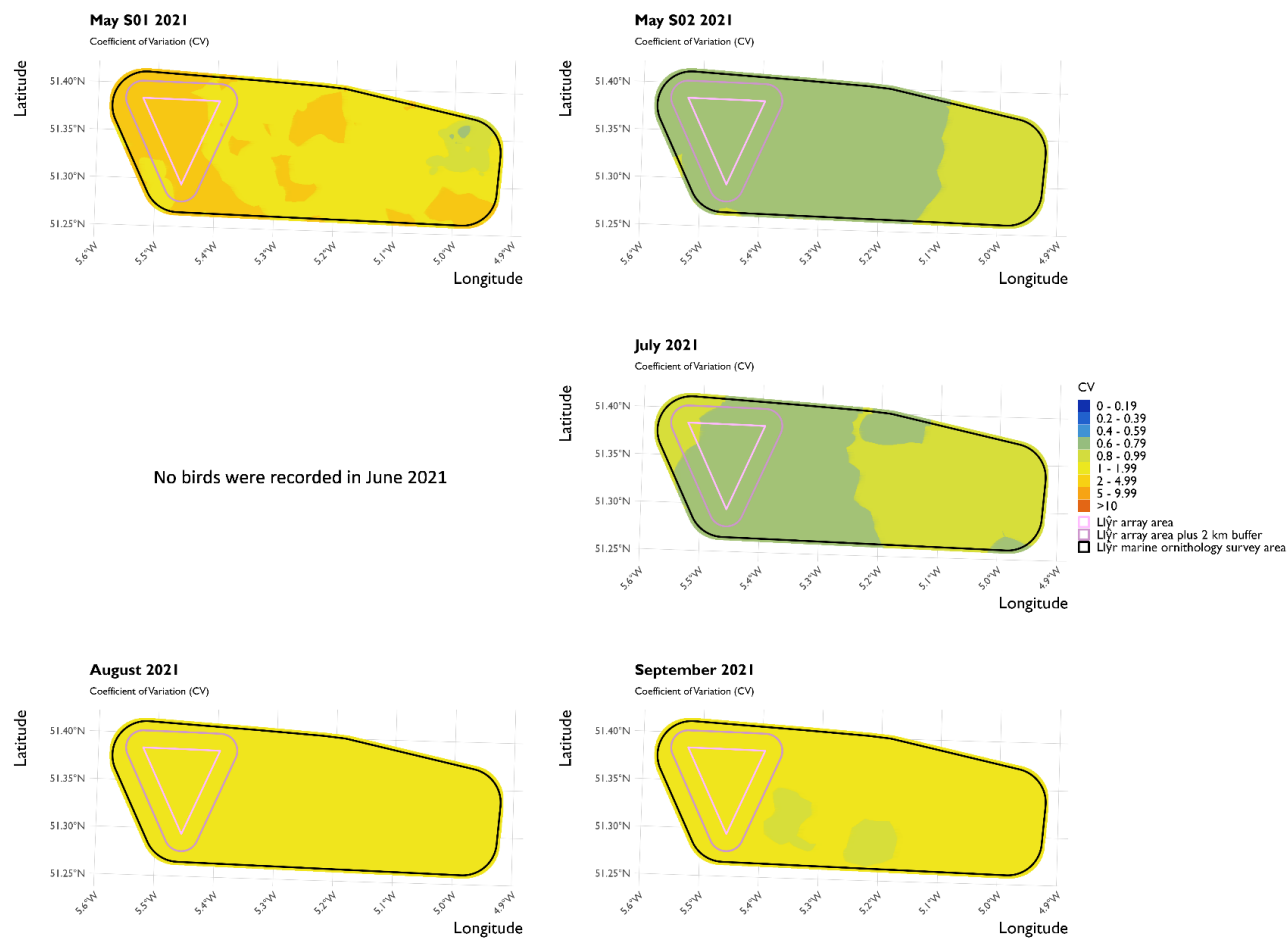 May S01 2021
Coefficient of Variation (CV)
Latitude
51.40°N
51.35°N
51.30°N
51.25°N
5.6°W
5.5°W
5.4°W
5.3°W
5.2°W
5.1°W
5.0°W
4.9°W
Longitude
May S02 2021
Coefficient of Variation (CV)
Latitude
51.40°N
51.35°N
51.30°N
51.25°N
5.6°W
5.5°W
5.4°W
5.3°W
5.2°W
5.1°W
5.0°W
4.9°W
Longitude
No birds were recorded in June 2021
July 2021
Coefficient of Variation (CV)
Latitude
51.40°N
51.35°N
51.30°N
51.25°N
5.6°W
5.5°W
5.4°W
5.3°W
5.2°W
5.1°W
5.0°W
4.9°W
Longitude
CV
0 - 0.19
0.2 - 0.39
0.4 - 0.59
0.6 - 0.79
0.8 - 0.99
1 - 1.99
2 - 4.99
5 - 9.99
>10
Llŷr array area
Llŷr array area plus 2 km buffer
Llŷr marine ornithology survey area
August 2021
Coefficient of Variation (CV)
Latitude
51.40°N
51.35°N
51.30°N
51.25°N
5.6°W
5.5°W
5.4°W
5.3°W
5.2°W
5.1°W
5.0°W
4.9°W
Longitude
September 2021
Coefficient of Variation (CV)
Latitude
51.40°N
51.35°N
51.30°N
51.25°N
5.6°W
5.5°W
5.4°W
5.3°W
5.2°W
5.1°W
5.0°W
4.9°W
Longitude